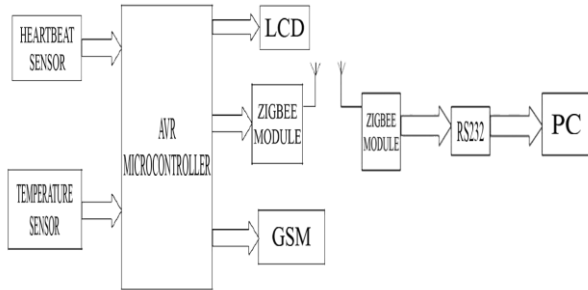 HEARTBEAT
SENSOR
TEMPERATURE
SENSOR
AVR
MICROCONTROLLER
LCD
ZIGBEE
MODULE
GSM
ZIGBEE
MODULE
RS232
PC